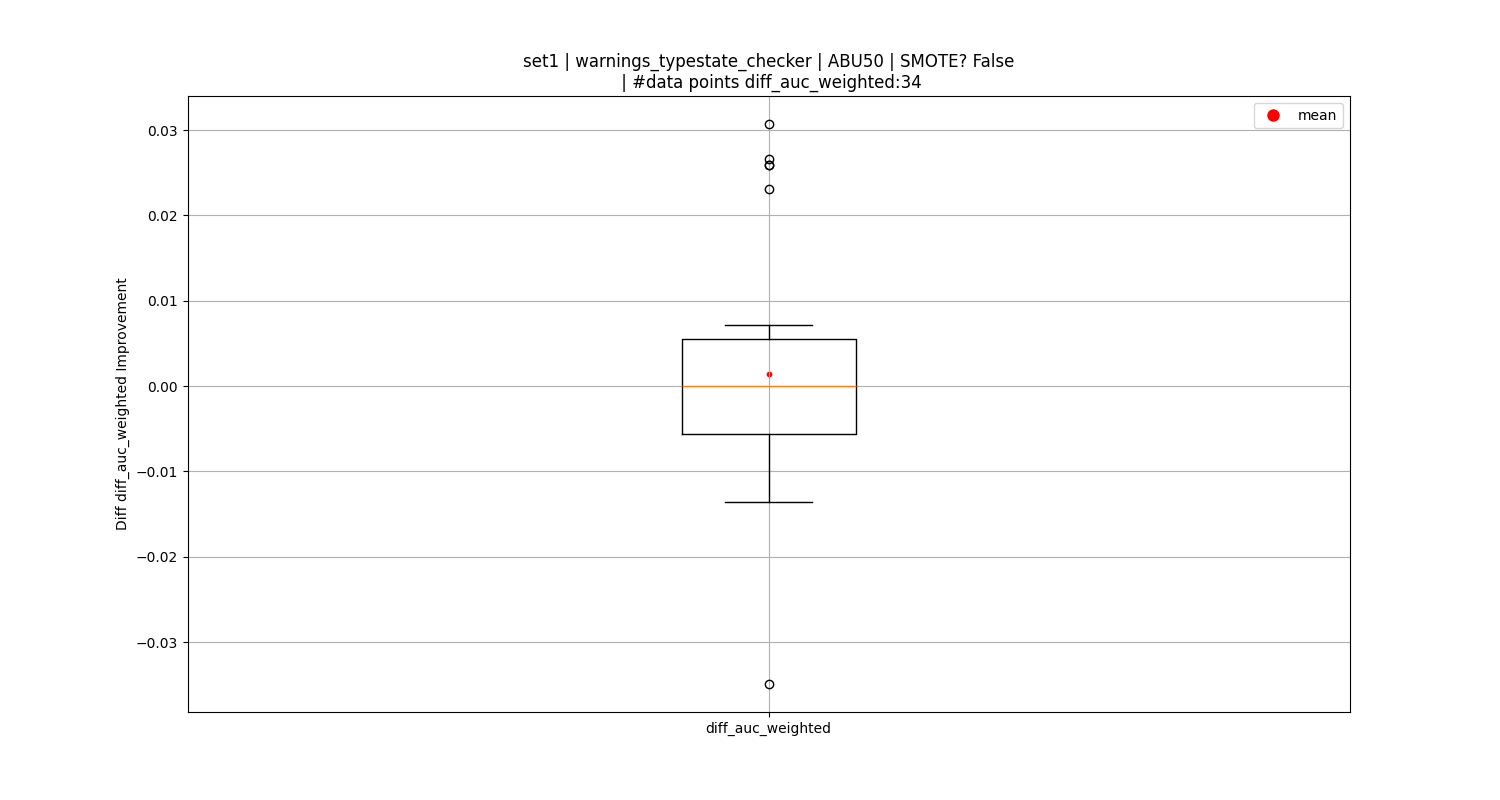 set1 | warnings_typestate_checker | ABU50 | SMOTE? False
| #data points diff_auc_weighted:34
mean
0.03
0.02
0.01
0.00
−0.01
−0.02
−0.03
Diff diff_auc_weighted Improvement
diff_auc_weighted